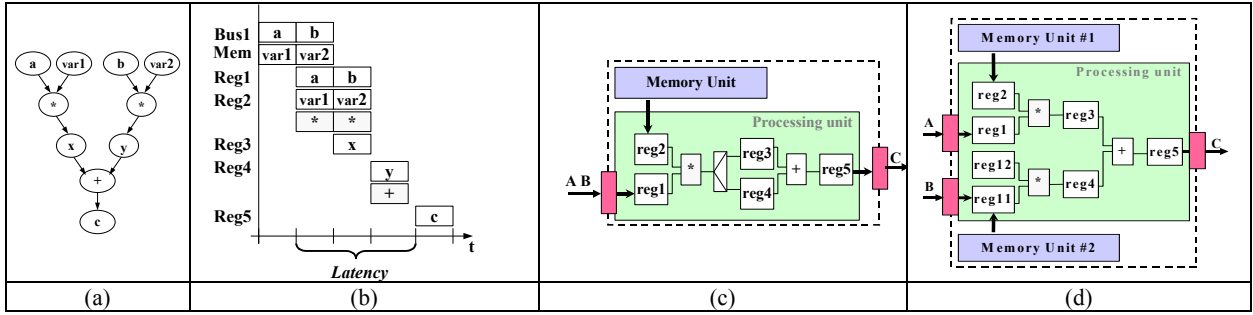 a var1 b var2
* *
x y
+
c
Bus1 a b
Mem var1 var2
Reg1 a b
Reg2 var1 var2
* *
Reg3 x
Reg4 y
+
Reg5 c
t
Latency
Memory Unit
Processing unit
reg2
reg3
* + reg5
C
A B
reg1
reg4
Memory Unit #1
Processing unit
reg2
reg3
*
A
reg1
+ reg5
C
reg12
*
reg4
B
reg11
Memory Unit #2
(a) (b) (c) (d)